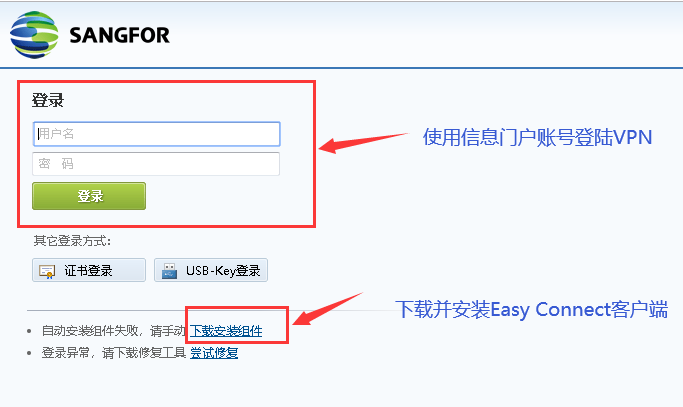 SANGFOR
登录
用户名
使用信息门户账号登陆VPN
密 码
登录
其它登录方式:
证书登录
USB-Key登录
下载并安装Easy Connect客户端
自动安装组件失败，请手动 下载安装组件
登录异常，请下载修复工具 尝试修复